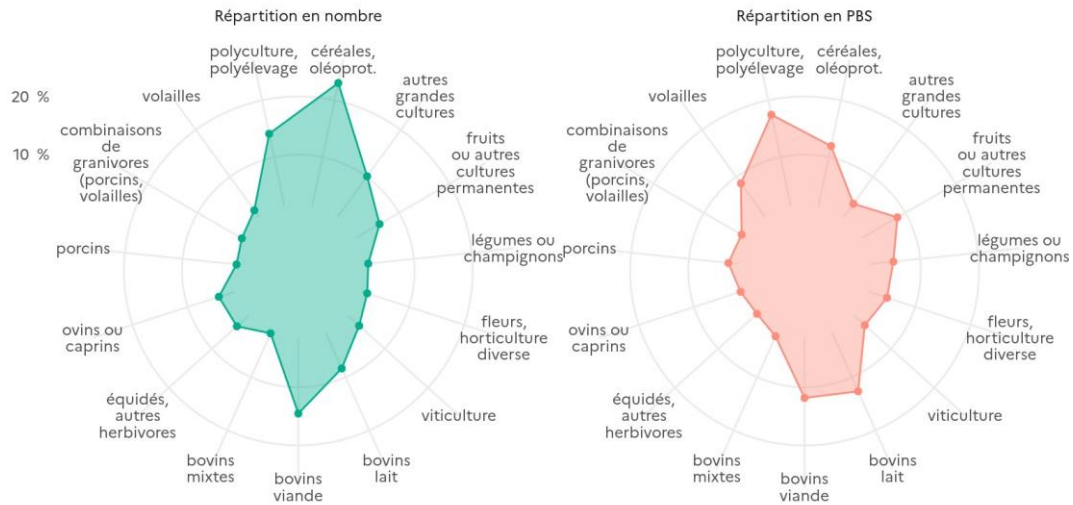 Répartition en nombre
20 %
10 %
polyculture,
polyélevage
céréales,
oléoprot.
autres
grandes
cultures
fruits
ou autres
cultures
permanentes
légumes ou
champignons
fleurs,
horticulture
diverse
viticulture
bovins
lait
bovins
viande
bovins
mixtes
équidés,
autres
herbivores
ovins ou
caprins
porcins
combinaisons
de
granivores
(porcins,
volailles)
volailles
Répartition en PBS
polyculture,
polyélevage
céréales,
oléoprot.
autres
grandes
cultures
fruits
ou autres
cultures
permanentes
légumes ou
champignons
fleurs,
horticulture
diverse
viticulture
bovins
lait
bovins
viande
bovins
mixtes
équidés,
autres
herbivores
ovins ou
caprins
porcins
combinaisons
de
granivores
(porcins,
volailles)
volailles